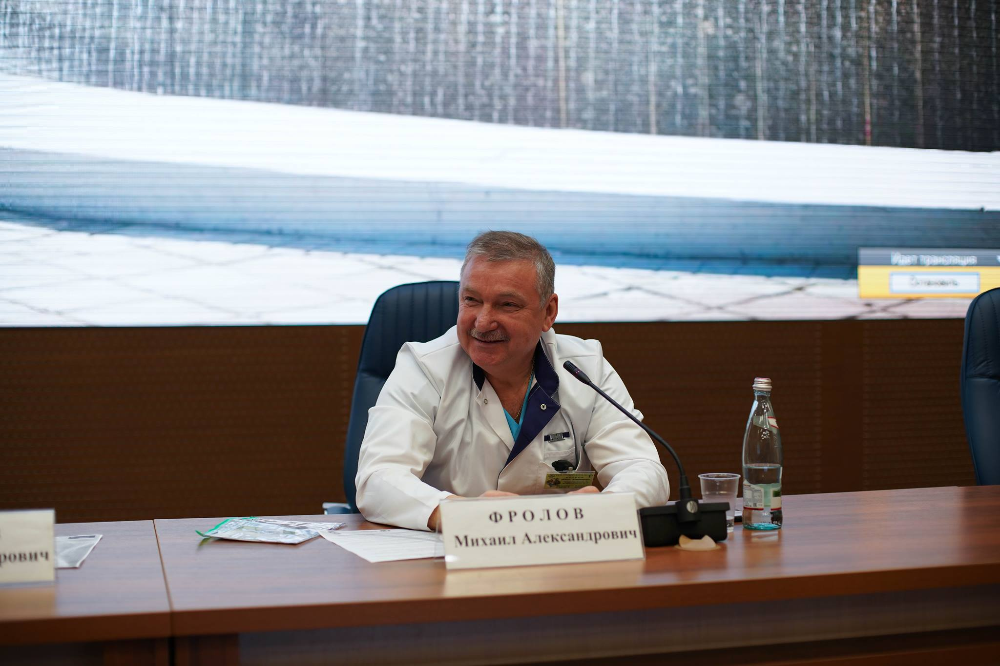 Идет трансляция
Остановить
ФРОЛОВ
Михаил Александрович
рович